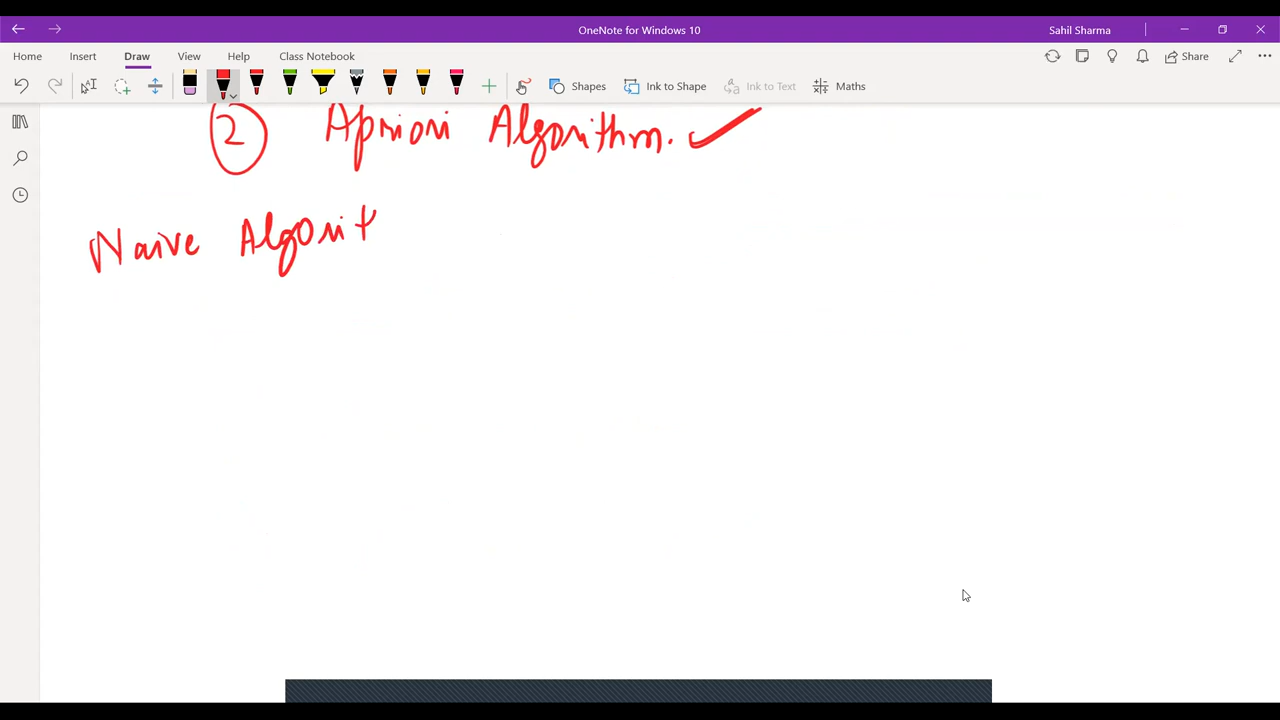 OneNote for Windows 10
Sahil Sharma
Home Insert Draw View Help Class Notebook
Share
Shapes Ink to Shape Ink to Text Maths
2 Apriori Algorithm.
Naive Algorit